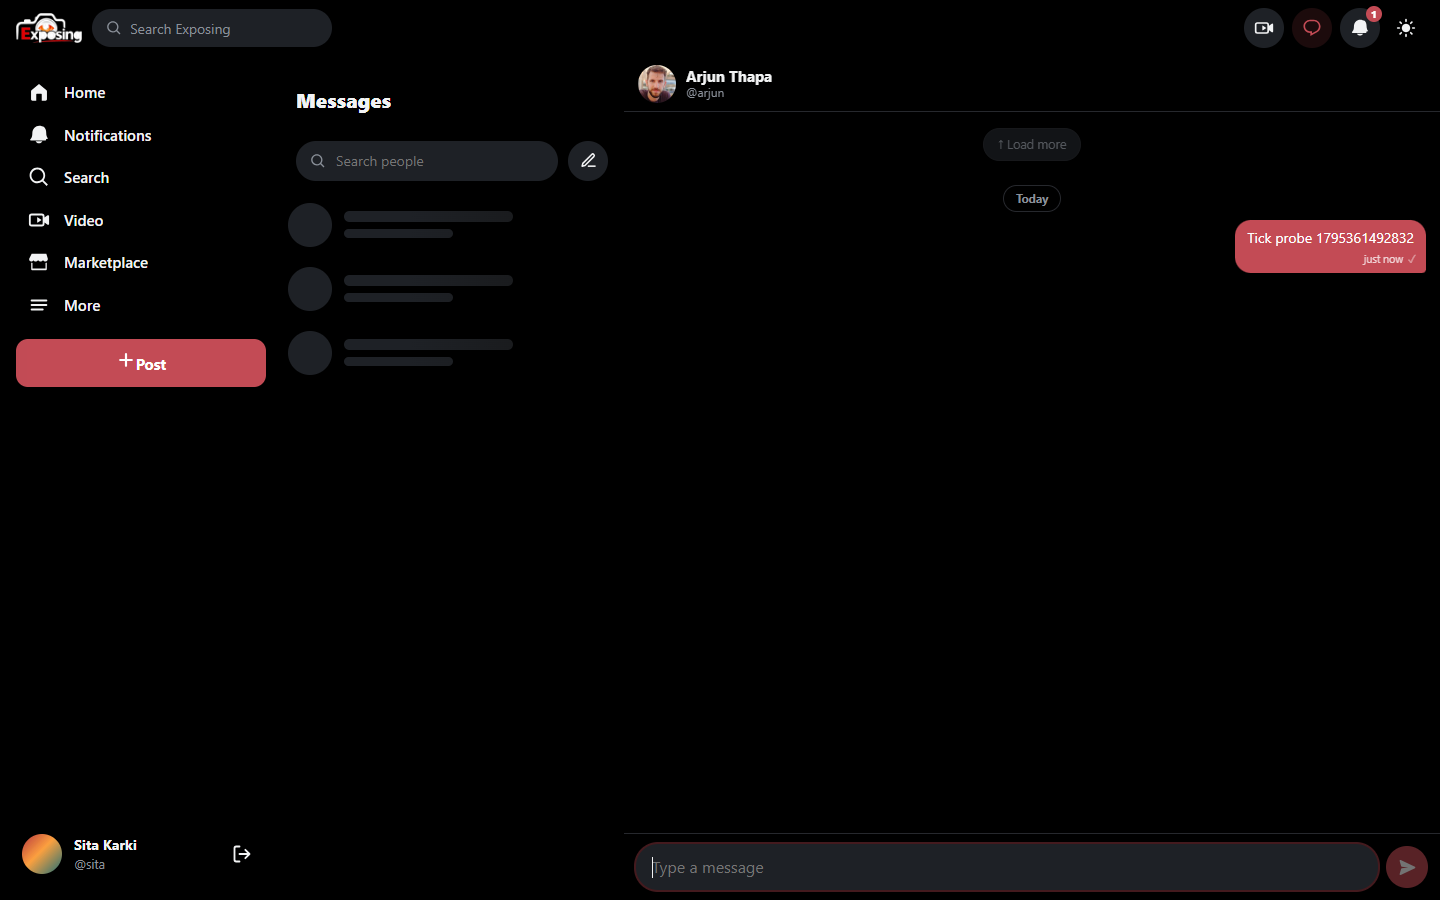 Exposing
Search Exposing
1
Home
Notifications
Search
Video
Marketplace
More
+ Post
Sita Karki
@sita
Messages
Search people
Arjun Thapa
@arjun
↑ Load more
Today
Tick probe 1795361492832
just now ✓
Type a message